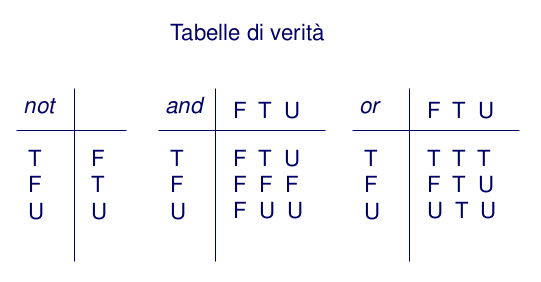 Tabelle di verità
not and F T U or F T U
T F T F T U T T T T
F T F F F F F F T U
U U U F U U U U T U